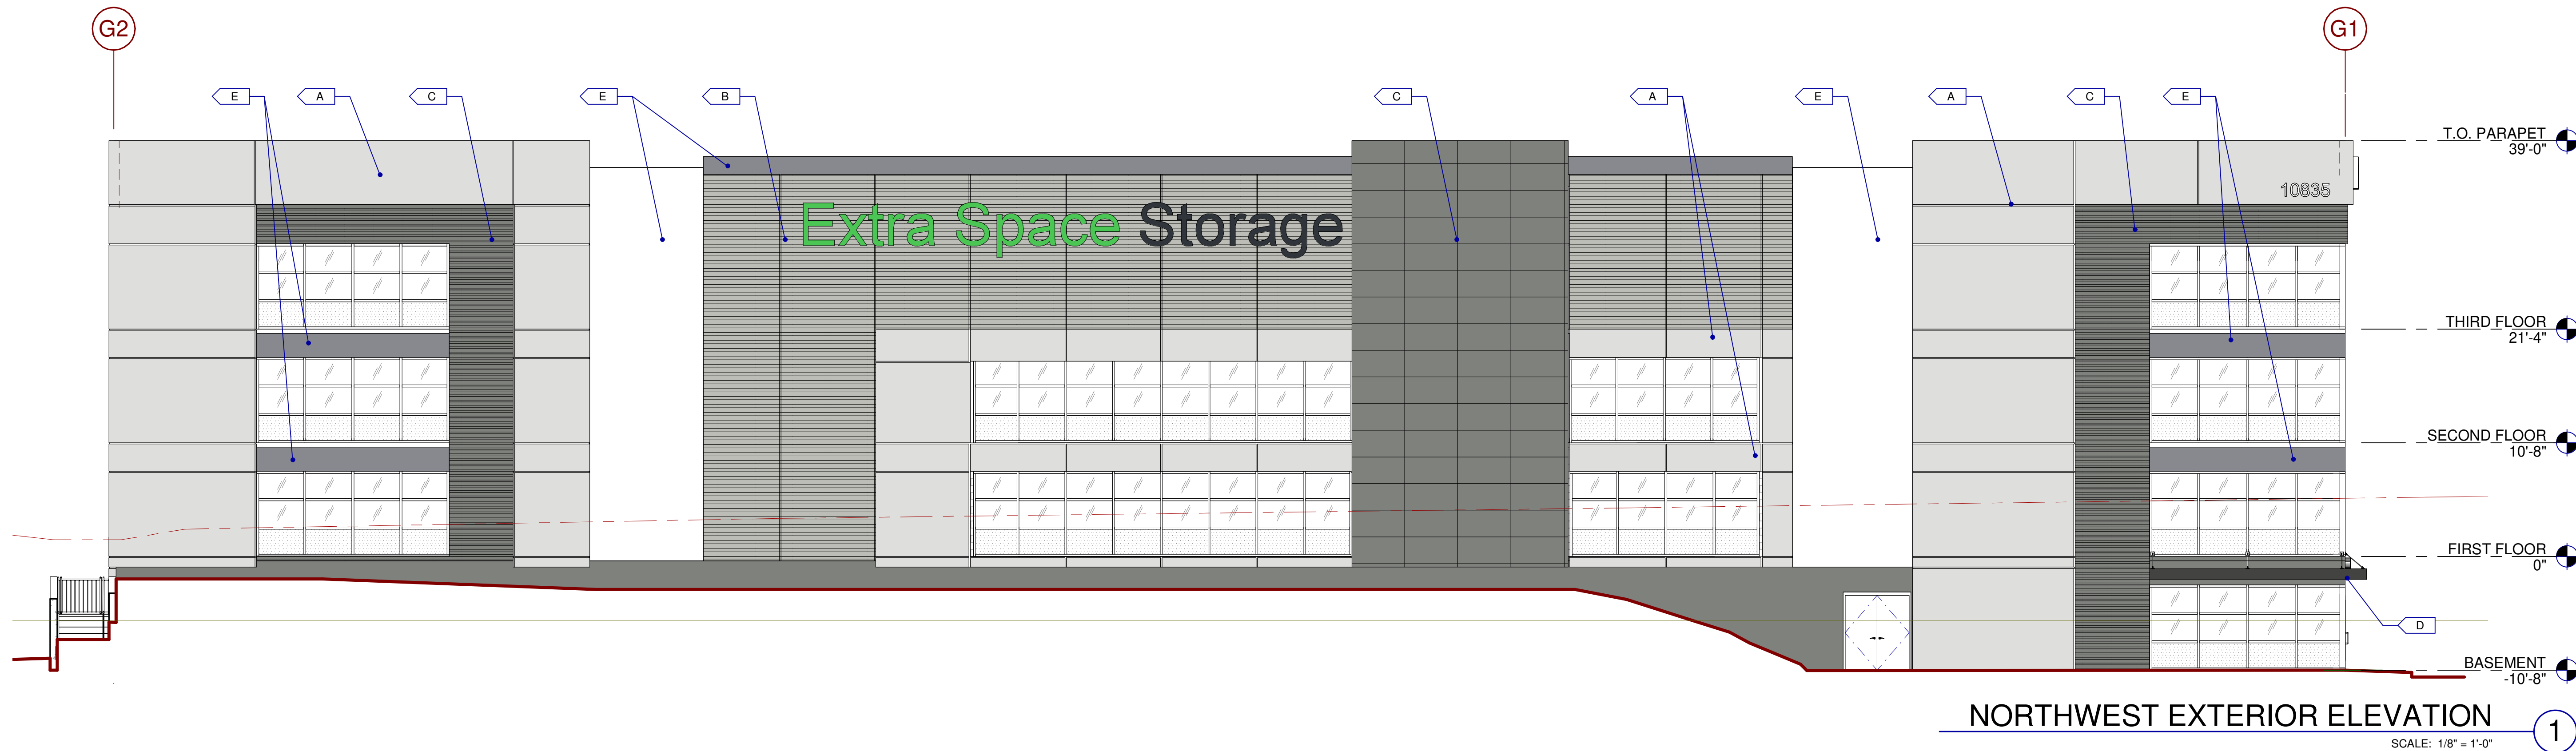 G2
G1
E
A
C
E
B
C
A
E
A
C
E
T.O. PARAPET
39'-0"
10835
Extra Space Storage
THIRD FLOOR
21'-4"
SECOND FLOOR
10'-8"
FIRST FLOOR
0"
D
BASEMENT
-10'-8"
NORTHWEST EXTERIOR ELEVATION
1
SCALE: 1/8" = 1'-0"